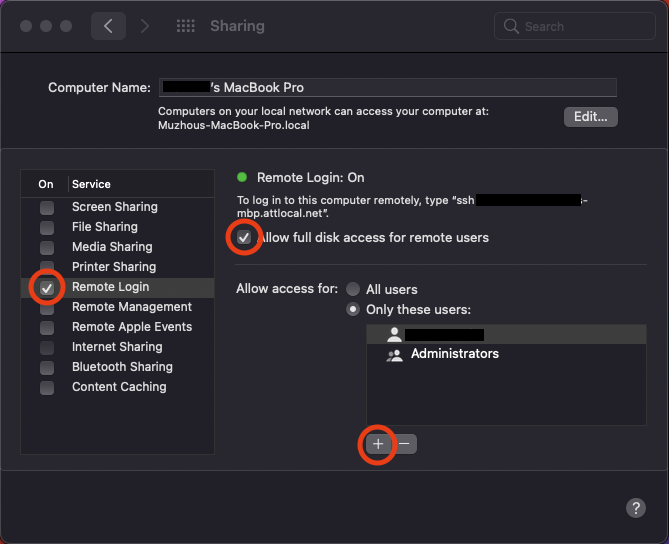 Sharing
Search
Computer Name:
's MacBook Pro
Computers on your local network can access your computer at:
Muzhous-MacBook-Pro.local
Edit...
On Service
Screen Sharing
File Sharing
Media Sharing
Printer Sharing
Remote Login
Remote Management
Remote Apple Events
Internet Sharing
Bluetooth Sharing
Content Caching
Remote Login: On
To log in to this computer remotely, type “ssh
-
mbp.attlocal.net”.
Allow full disk access for remote users
Allow access for:
All users
Only these users:
Administrators
+ −
?